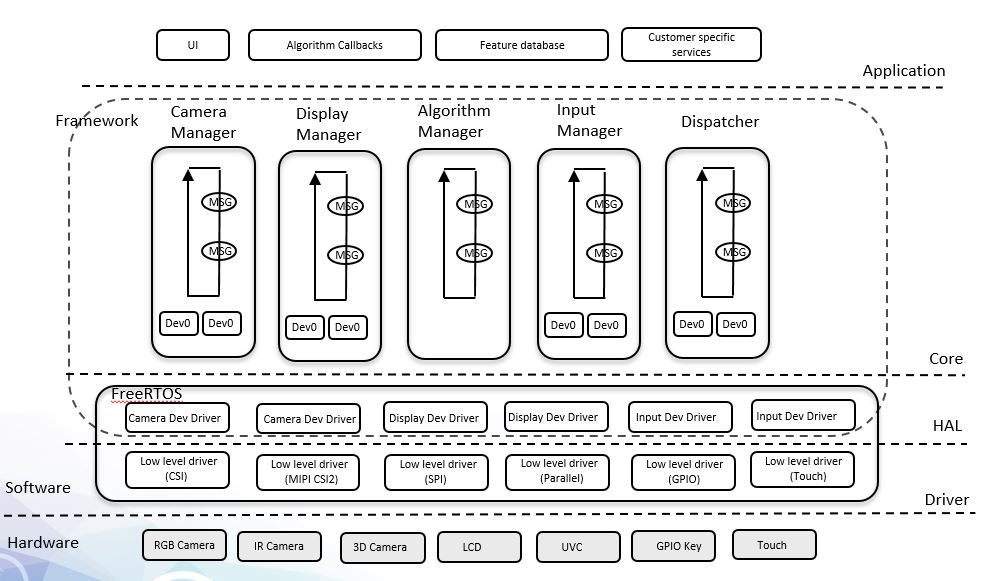 UI
Algorithm Callbacks
Feature database
Customer specific
services
Application
Framework
Camera
Manager
Display
Manager
Algorithm
Manager
Input
Manager
Dispatcher
MSG
MSG
MSG
MSG
MSG
MSG
MSG
MSG
MSG
MSG
Dev0
Dev0
Dev0
Dev0
Dev0
Dev0
Dev0
Dev0
Core
FreeRTOS
Camera Dev Driver
Camera Dev Driver
Display Dev Driver
Display Dev Driver
Input Dev Driver
Input Dev Driver
HAL
Low level driver
(CSI)
Low level driver
(MIPI CSI2)
Low level driver
(SPI)
Low level driver
(Parallel)
Low level driver
(GPIO)
Low level driver
(Touch)
Software
Driver
Hardware
RGB Camera
IR Camera
3D Camera
LCD
UVC
GPIO Key
Touch